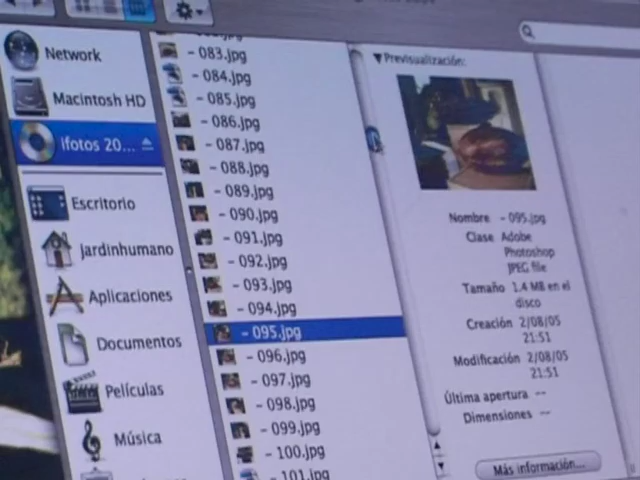 Network
Macintosh HD
ifotos 20...
Escritorio
jardinhumano
Aplicaciones
Documentos
Películas
Música
- 083.jpg
- 084.jpg
- 085.jpg
- 086.jpg
- 087.jpg
- 088.jpg
- 089.jpg
- 090.jpg
- 091.jpg
- 092.jpg
- 093.jpg
- 094.jpg
- 095.jpg
- 096.jpg
- 097.jpg
- 098.jpg
- 099.jpg
- 100.jpg
- 101.jpg
Previsualización:
Nombre - 095.jpg
Clase Adobe
Photoshop
JPEG file
Tamaño 1.4 MB en el
disco
Creación 2/08/05
21:51
Modificación 2/08/05
21:51
Última apertura --
Dimensiones --
Más información...